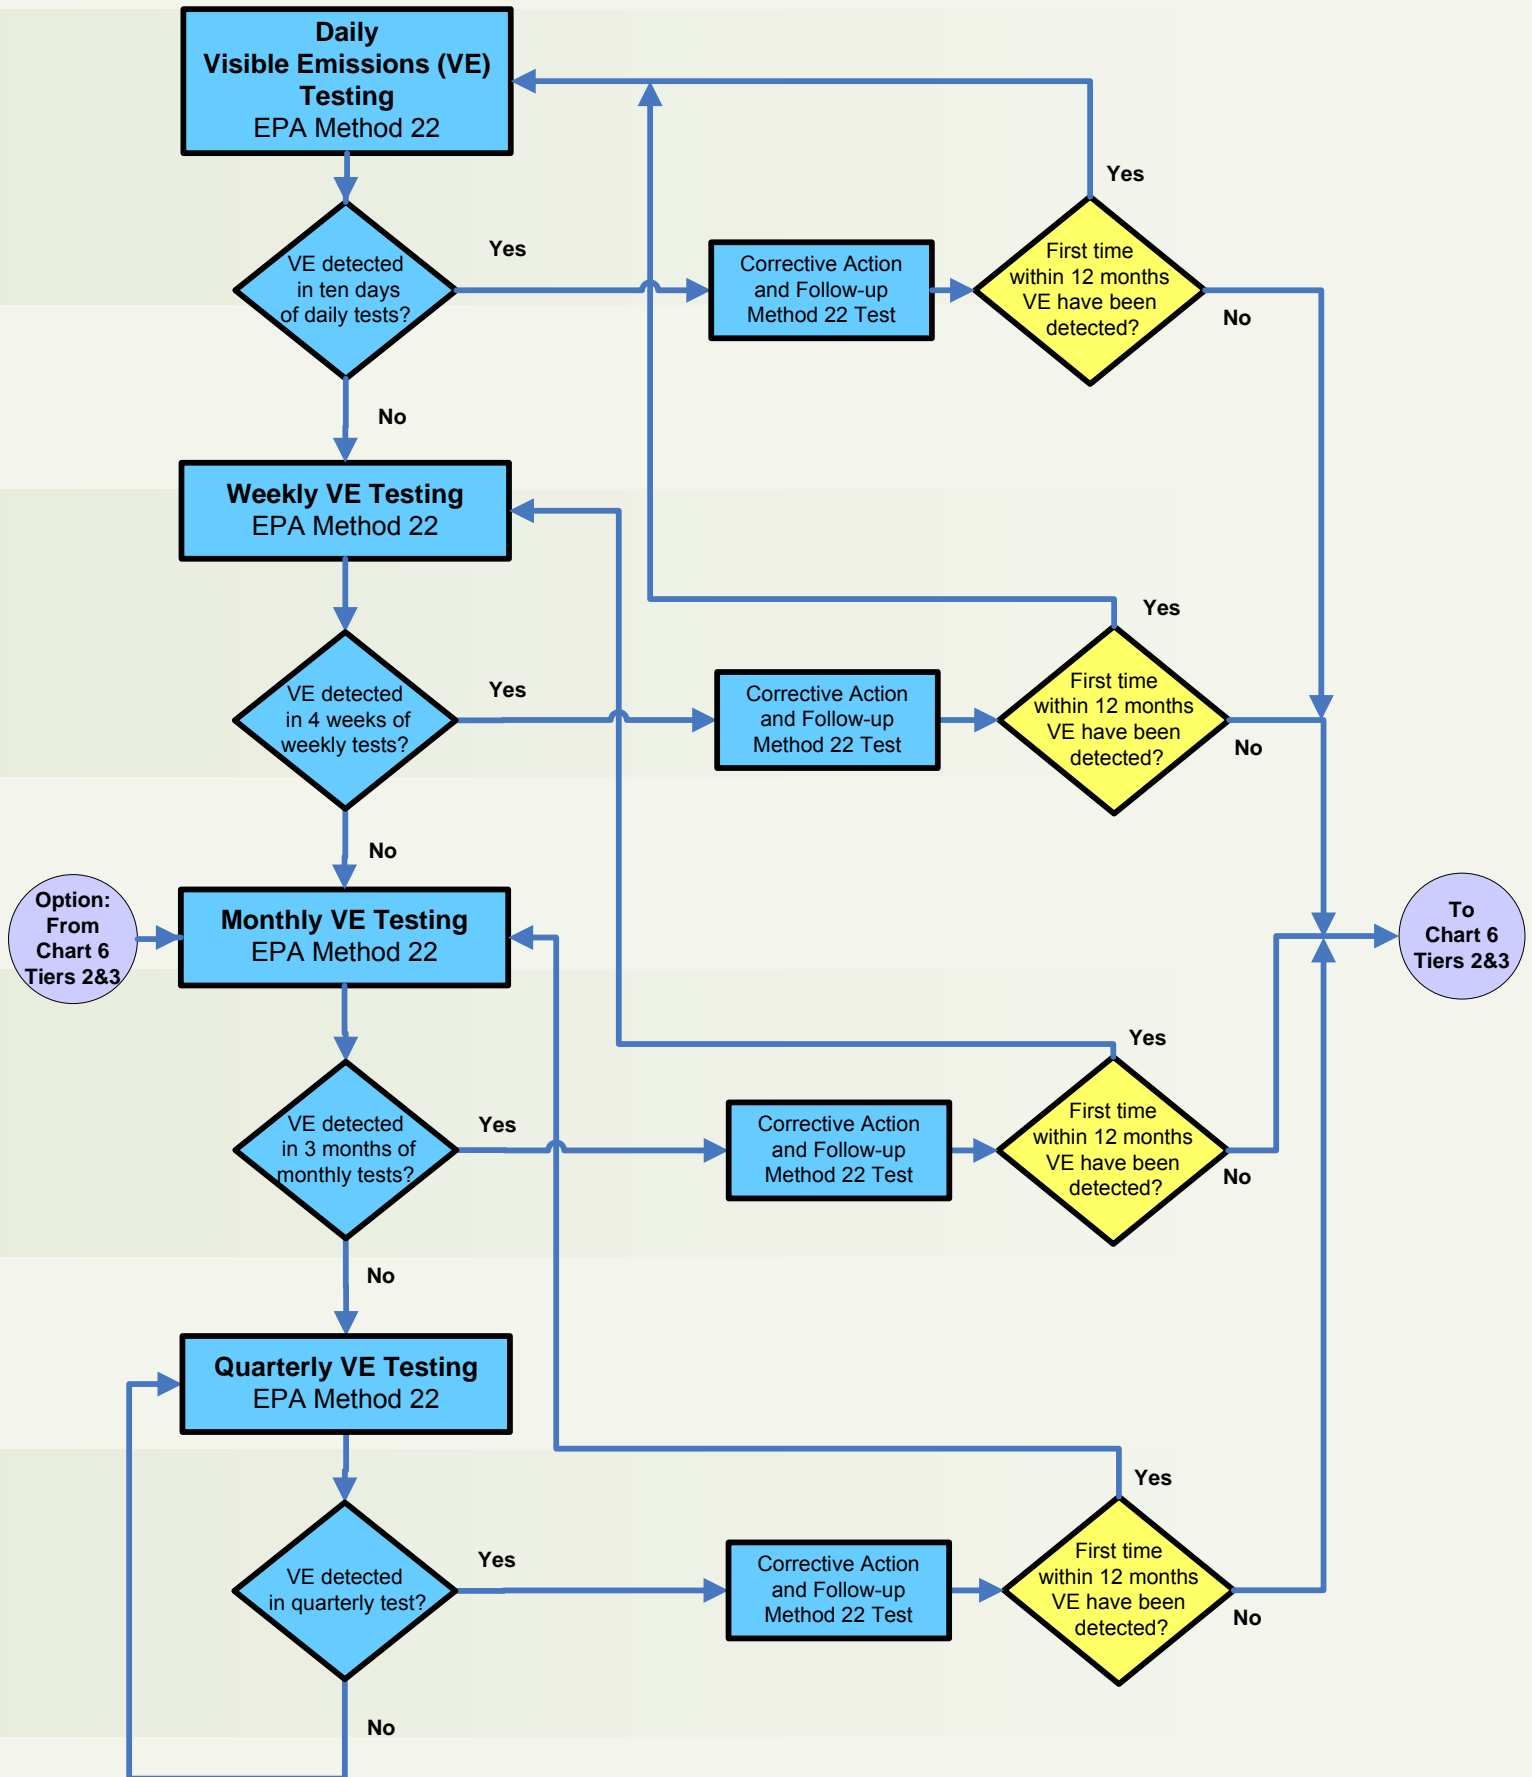 Daily
Visible Emissions (VE)
Testing
EPA Method 22
Yes
VE detected
in ten days
of daily tests?
Yes
Corrective Action
and Follow-up
Method 22 Test
First time
within 12 months
VE have been
detected?
No
No
Weekly VE Testing
EPA Method 22
Yes
VE detected
in 4 weeks of
weekly tests?
Yes
Corrective Action
and Follow-up
Method 22 Test
First time
within 12 months
VE have been
detected?
No
No
Option:
From
Chart 6
Tiers 2&3
Monthly VE Testing
EPA Method 22
To
Chart 6
Tiers 2&3
Yes
VE detected
in 3 months of
monthly tests?
Yes
Corrective Action
and Follow-up
Method 22 Test
First time
within 12 months
VE have been
detected?
No
No
Quarterly VE Testing
EPA Method 22
Yes
VE detected
in quarterly test?
Yes
Corrective Action
and Follow-up
Method 22 Test
First time
within 12 months
VE have been
detected?
No
No